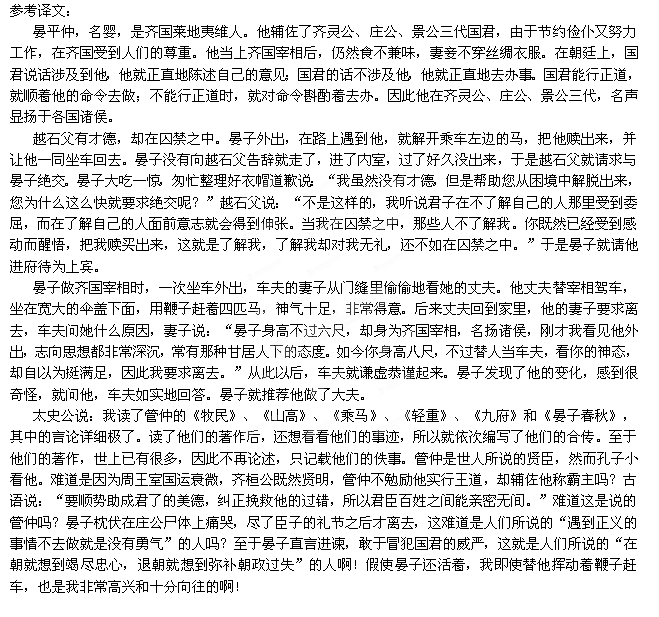 参考译文：
晏平仲，名婴，是齐国莱地夷维人。他辅佐了齐灵公、庄公、景公三代国君，由于节约俭仆又努力
工作，在齐国受到人们的尊重。他当上齐国宰相后，仍然食不兼味，妻妾不穿丝绸衣服。在朝廷上，国
君说话涉及到他，他就正直地陈述自己的意见；国君的话不涉及他，他就正直地去办事。国君能行正道，
就顺着他的命令去做；不能行正道时，就对命令斟酌着去办。因此他在齐灵公、庄公、景公三代，名声
显扬于各国诸侯。
越石父有才德，却在囚禁之中。晏子外出，在路上遇到他，就解开乘车左边的马，把他赎出来，并
让他一同坐车回去。晏子没有向越石父告辞就走了，进了内室，过了好久没出来，于是越石父就请求与
晏子绝交。晏子大吃一惊，匆忙整理好衣帽道歉说：“我虽然没有才德，但是帮助您从困境中解脱出来，
您为什么这么快就要求绝交呢？”越石父说：“不是这样的，我听说君子在不了解自己的人那里受到委
屈，而在了解自己的人面前意志就会得到伸张。当我在囚禁之中，那些人不了解我。你既然已经受到感
动而醒悟，把我赎买出来，这就是了解我，了解我却对我无礼，还不如在囚禁之中。”于是晏子就请他
进府待为上宾。
晏子做齐国宰相时，一次坐车外出，车夫的妻子从门缝里偷偷地看她的丈夫。他丈夫替宰相驾车，
坐在宽大的伞盖下面，用鞭子赶着四匹马，神气十足，非常得意。后来丈夫回到家里，他的妻子要求离
去，车夫问她什么原因，妻子说：“晏子身高不过六尺，却身为齐国宰相，名扬诸侯，刚才我看见他外
出，志向思想都非常深沉，常有那种甘居人下的态度。如今你身高八尺，不过替人当车夫，看你的神态，
却自以为挺满足，因此我要求离去。”从此以后，车夫就谦虚恭谨起来。晏子发现了他的变化，感到很
奇怪，就问他，车夫如实地回答。晏子就推荐他做了大夫。
太史公说：我读了管仲的《牧民》、《山高》、《乘马》、《轻重》、《九府》和《晏子春秋》，
其中的言论详细极了。读了他们的著作后，还想看看他们的事迹，所以就依次编写了他们的合传。至于
他们的著作，世上已有很多，因此不再论述，只记载他们的佚事。管仲是世人所说的贤臣，然而孔子小
看他。难道是因为周王室国运衰微，齐桓公既然贤明，管仲不勉励他实行王道，却辅佐他称霸主吗？古
语说：“要顺势助成君子的美德，纠正挽救他的过错，所以君臣百姓之间能亲密无间。”难道这是说的
管仲吗？晏子枕伏在庄公尸体上痛哭，尽了臣子的礼节之后才离去，这难道是人们所说的“遇到正义的
事情不去做就是没有勇气”的人吗？至于晏子直言进谏，敢于冒犯国君的威严，这就是人们所说的“在
朝就想到竭尽忠心，退朝就想到弥补朝政过失”的人啊！假使晏子还活着，我即使替他挥动着鞭子赶
车，也是我非常高兴和十分向往的啊！